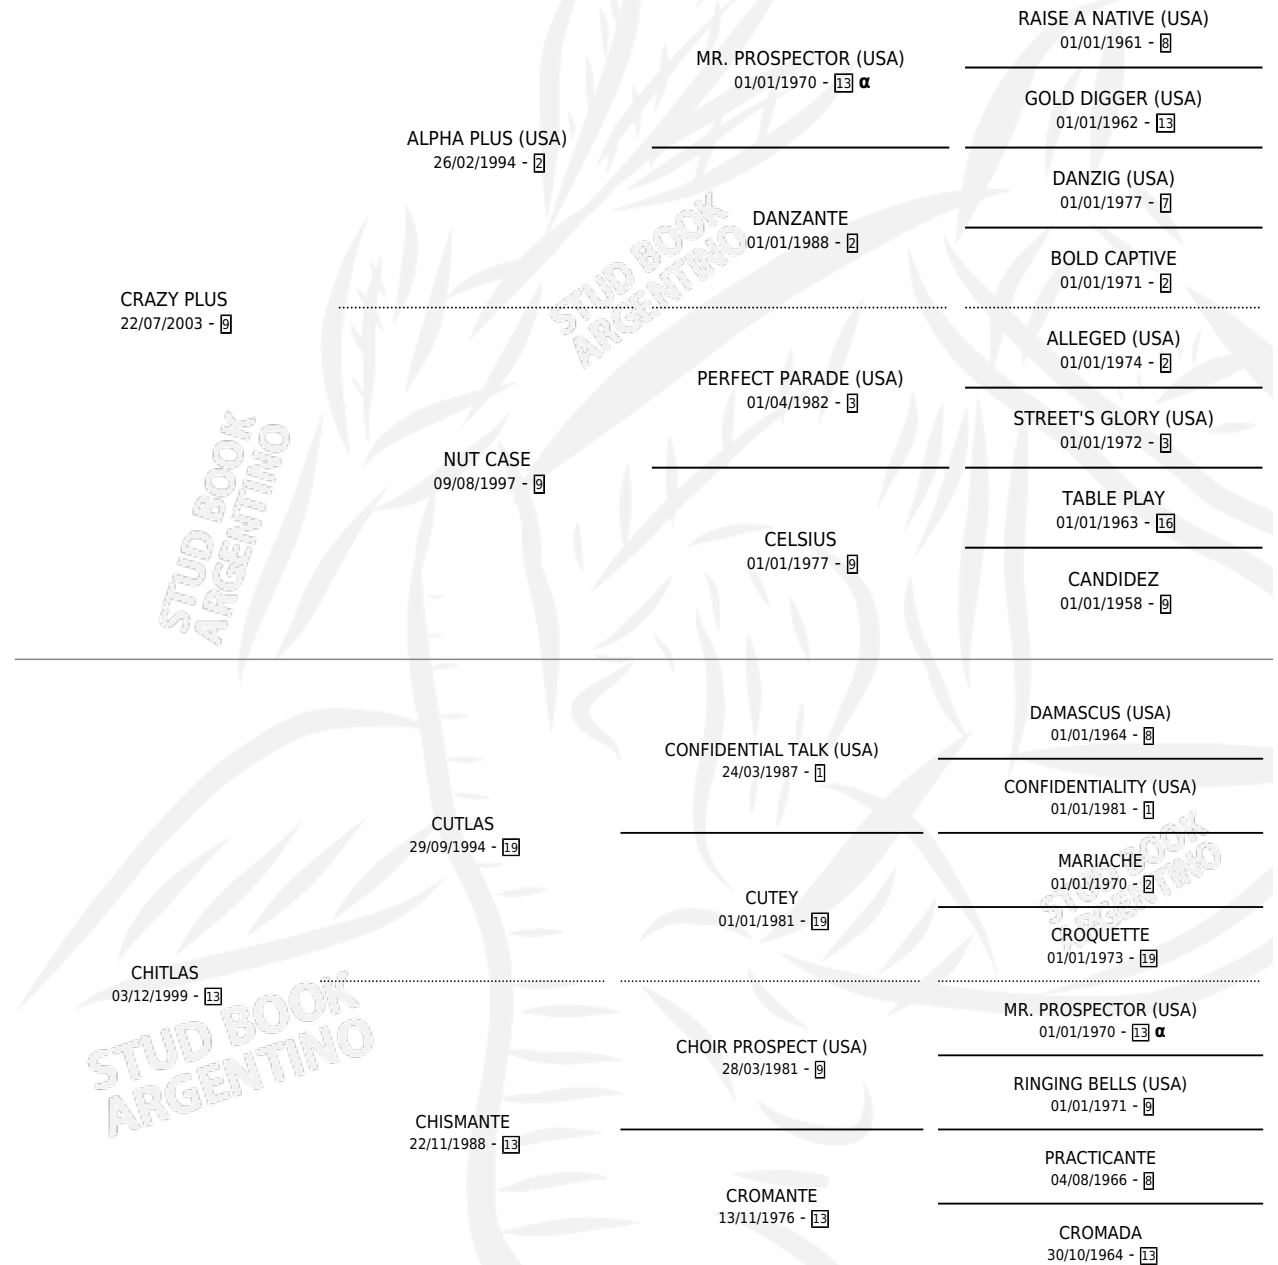 RAISE A NATIVE (USA)
01/01/1961 - 8
MR. PROSPECTOR (USA)
01/01/1970 - 13 α
GOLD DIGGER (USA)
01/01/1962 - 13
ALPHA PLUS (USA)
26/02/1994 - 2
DANZIG (USA)
01/01/1977 - 7
DANZANTE
01/01/1988 - 2
BOLD CAPTIVE
01/01/1971 - 2
STUD BOOK
ARGENTINO
CRAZY PLUS
22/07/2003 - 9
ALLEGED (USA)
01/01/1974 - 2
PERFECT PARADE (USA)
01/04/1982 - 3
STREET'S GLORY (USA)
01/01/1972 - 3
NUT CASE
09/08/1997 - 9
TABLE PLAY
01/01/1963 - 16
CELSIUS
01/01/1977 - 9
CANDIDEZ
01/01/1958 - 9
STUD BOOK
ARGENTINO
DAMASCUS (USA)
01/01/1964 - 8
CONFIDENTIAL TALK (USA)
24/03/1987 - 1
CONFIDENTIALITY (USA)
01/01/1981 - 1
CUTLAS
29/09/1994 - 19
MARIACHE
01/01/1970 - 2
CUTEY
01/01/1981 - 19
CROQUETTE
01/01/1973 - 19
STUD BOOK
ARGENTINO
CHITLAS
03/12/1999 - 13
MR. PROSPECTOR (USA)
01/01/1970 - 13 α
CHOIR PROSPECT (USA)
28/03/1981 - 9
RINGING BELLS (USA)
01/01/1971 - 9
STUD BOOK
ARGENTINO
CHISMANTE
22/11/1988 - 13
PRACTICANTE
04/08/1966 - 8
CROMANTE
13/11/1976 - 13
CROMADA
30/10/1964 - 13